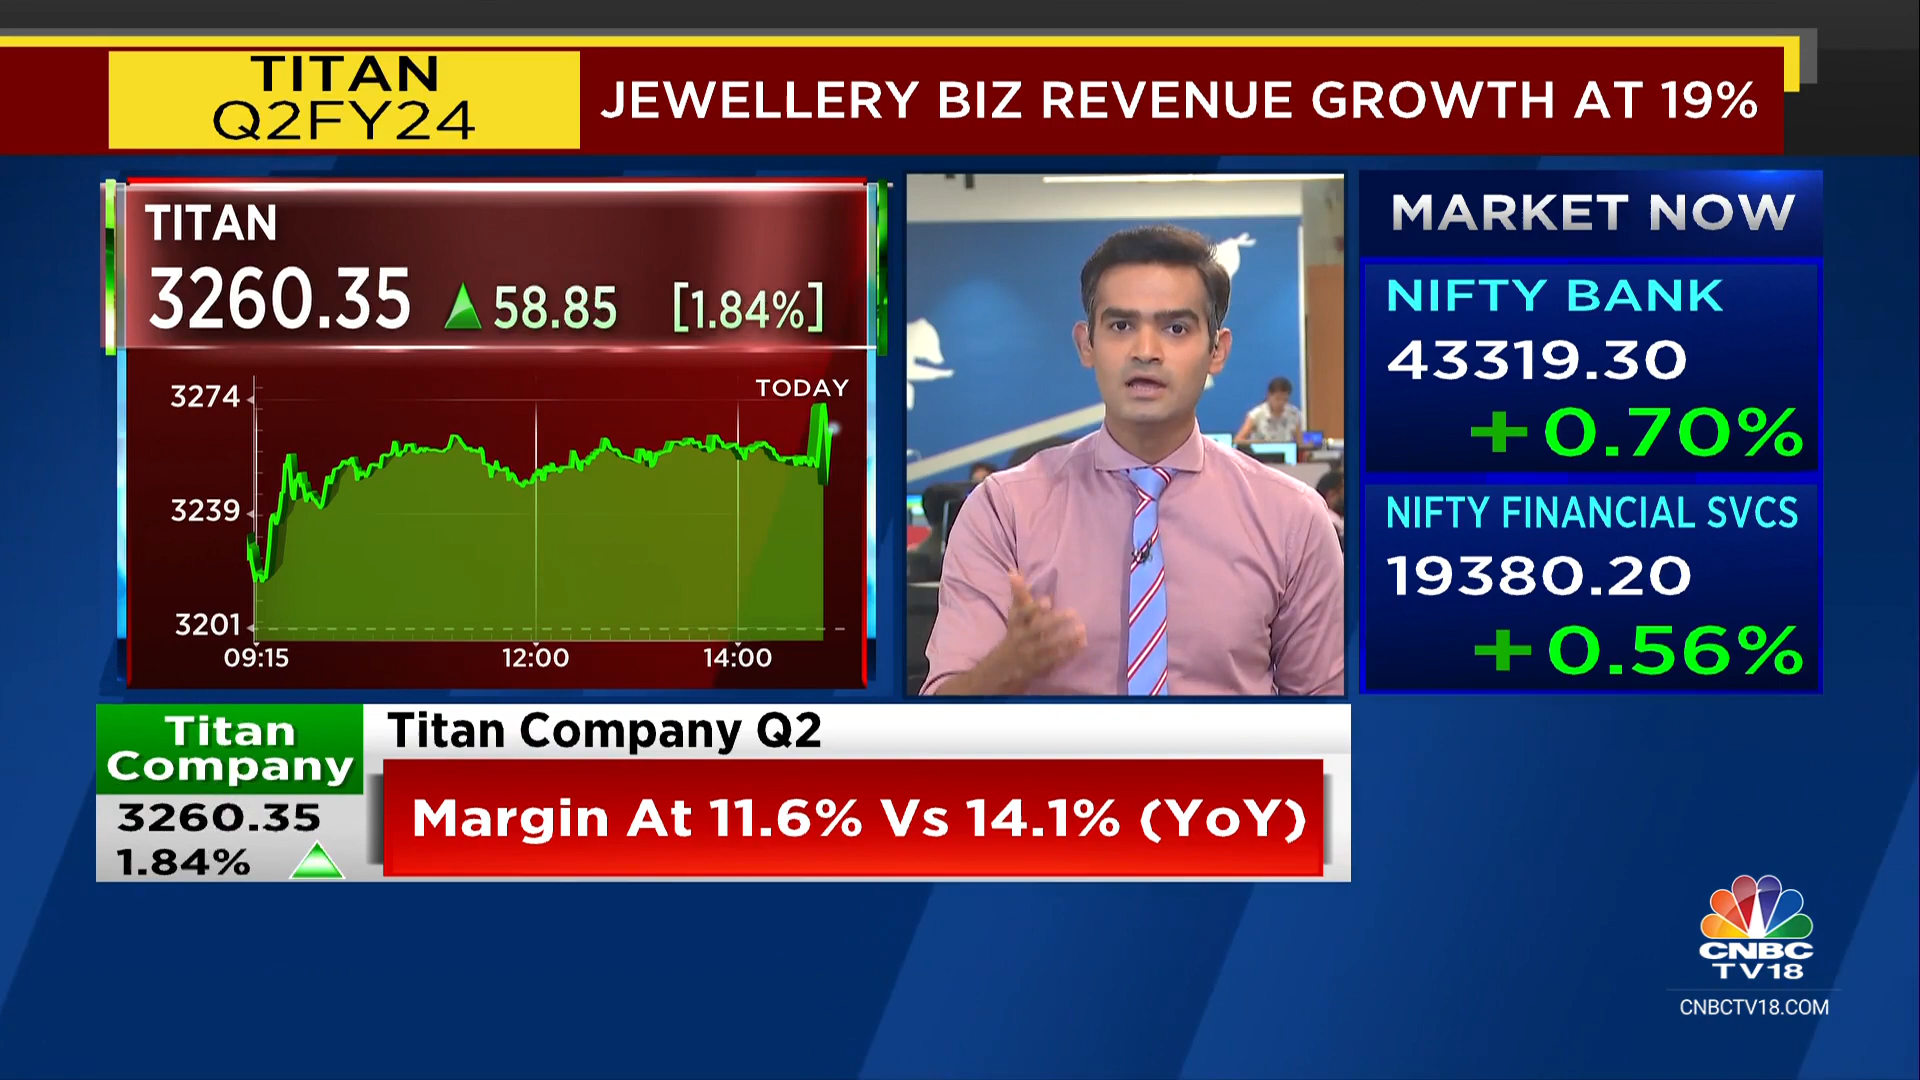 TITAN
Q2FY24
JEWELLERY BIZ REVENUE GROWTH AT 19%
TITAN
3260.35 ▲ 58.85 [1.84%]
TODAY
3274
3239
3201
09:15 12:00 14:00
MARKET NOW
NIFTY BANK
43319.30
+0.70%
NIFTY FINANCIAL SVCS
19380.20
+0.56%
Titan
Company
3260.35
1.84%
Titan Company Q2
Margin At 11.6% Vs 14.1% (YoY)
CNBC
TV18
CNBCTV18.COM